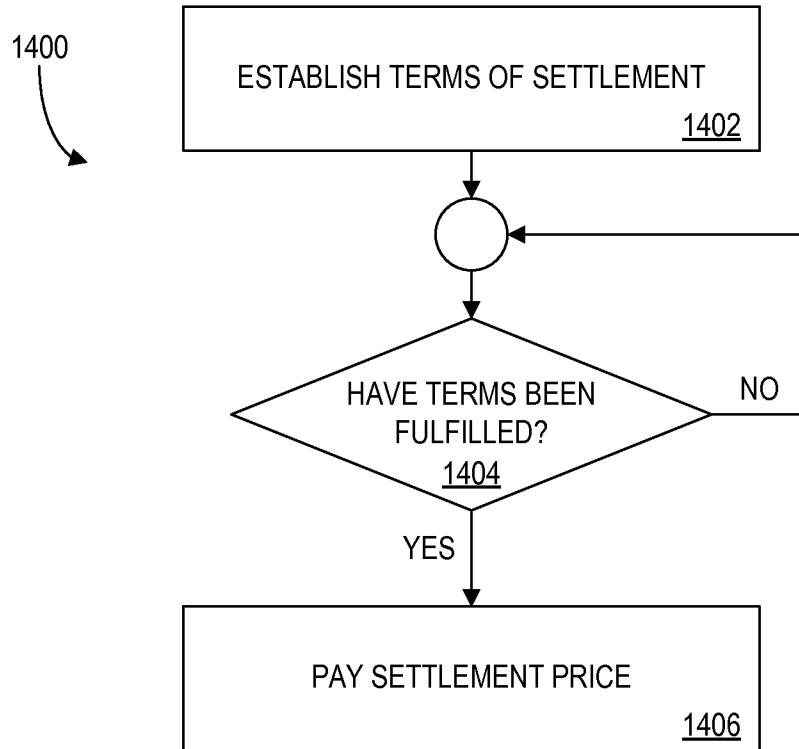 1400
ESTABLISH TERMS OF SETTLEMENT
1402
HAVE TERMS BEEN
FULFILLED?
1404
NO
YES
PAY SETTLEMENT PRICE
1406